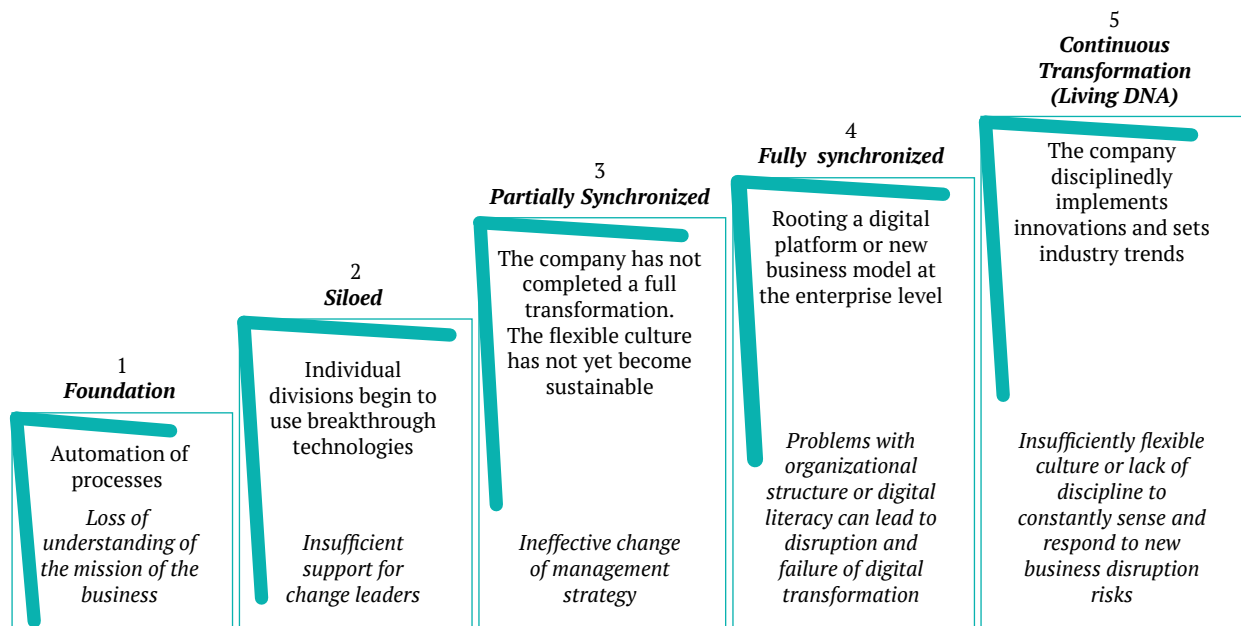 1
Foundation
Automation of
processes
Loss of
understanding of
the mission of the
business
2
Siloed
Individual
divisions begin to
use breakthrough
technologies
Insufficient
support for
change leaders
3
Partially Synchronized
The company has not
completed a full
transformation.
The flexible culture
has not yet become
sustainable
Ineffective change
of management
strategy
4
Fully synchronized
Rooting a digital
platform or new
business model at
the enterprise level
Problems with
organizational
structure or digital
literacy can lead to
disruption and
failure of digital
transformation
5
Continuous
Transformation
(Living DNA)
The company
disciplinedly
implements
innovations and sets
industry trends
Insufficiently flexible
culture or lack of
discipline to
constantly sense and
respond to new
business disruption
risks